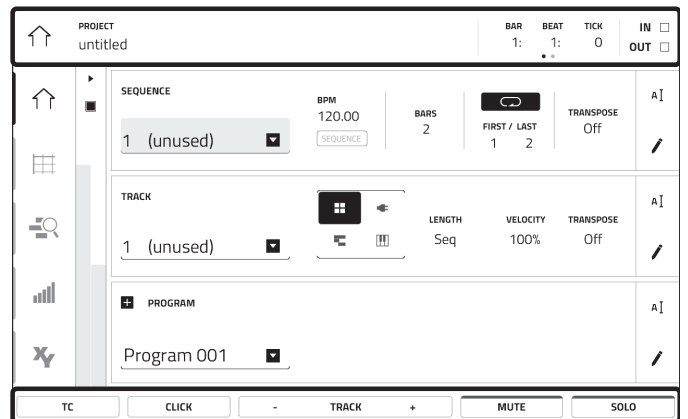 PROJECT
untitled
BAR BEAT TICK
1: 1: 0
IN
OUT
SEQUENCE
1 (unused)
BPM
120.00
SEQUENCE
BARS
2
FIRST / LAST
1 2
TRANSPOSE
Off
A
TRACK
1 (unused)
LENGTH
Seq
VELOCITY
100%
TRANSPOSE
Off
A
PROGRAM
Program 001
A
XY
TC CLICK - TRACK + MUTE SOLO